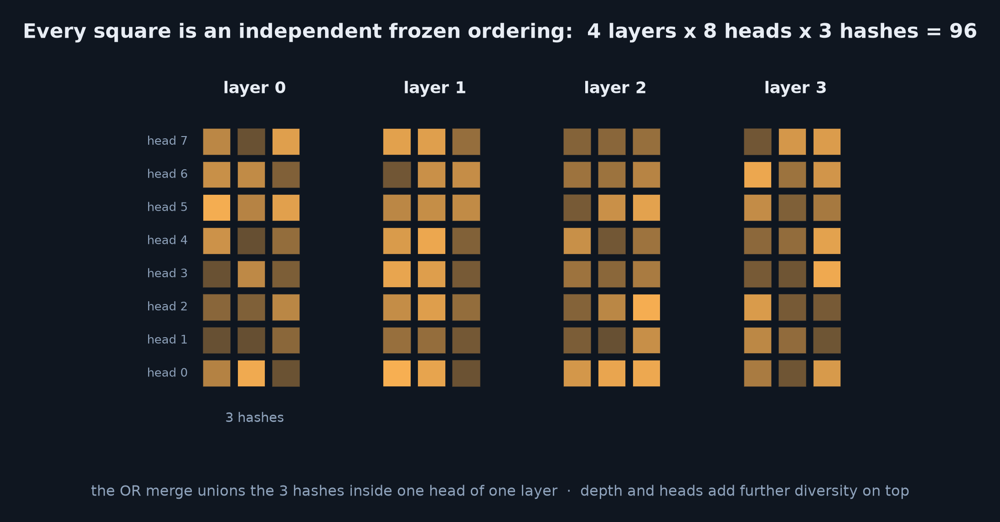 Every square is an independent frozen ordering:  4 layers x 8 heads x 3 hashes = 96
layer 0
layer 1
layer 2
layer 3
head 7
head 6
head 5
head 4
head 3
head 2
head 1
head 0
3 hashes
the OR merge unions the 3 hashes inside one head of one layer  ·  depth and heads add further diversity on top